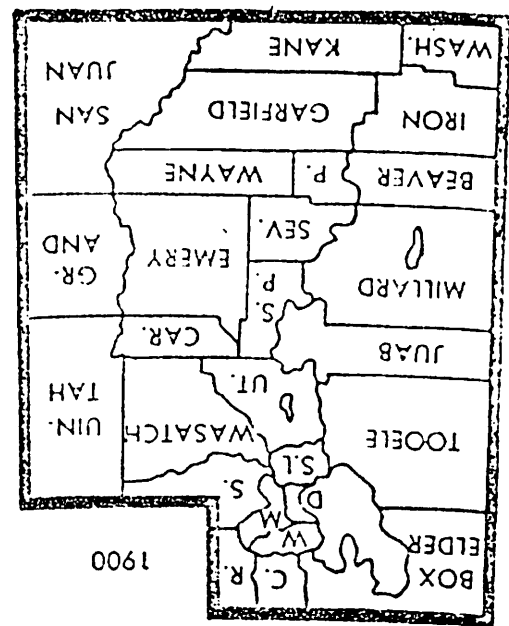 C.
R.
1900
BOX
ELDER
W
M
D
S.
S.L
TOOELE
WASATCH
UIN.
TAH
UT.
JUAB
CAR.
S.
P.
MILLARD
EMERY
GR.
AND
SEV.
BEAVER
P.
WAYNE
IRON
GARFIELD
SAN
JUAN
WASH.
KANE